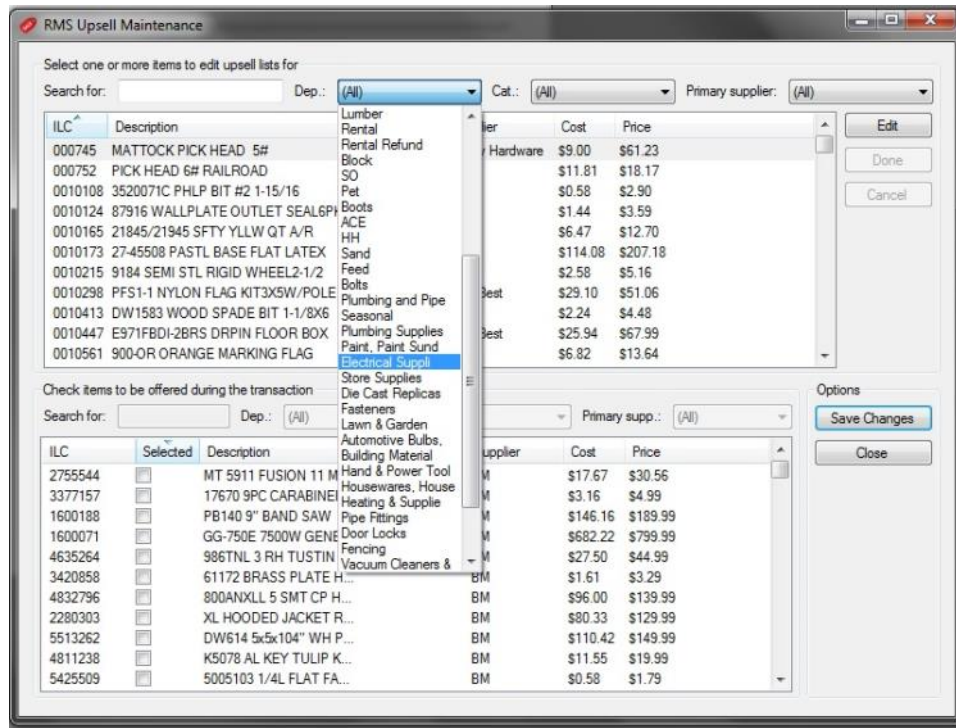 RMS Upsell Maintenance
Select one or more items to edit upsell lists for
Search for: Dep.: (All) Cat.: (All) Primary supplier: (All)
ILC Description lier Cost Price
000745 MATTOCK PICK HEAD 5# Hardware $9.00 $61.23
000752 PICK HEAD 6# RAILROAD $11.81 $18.17
0010108 3520071C PHLP BIT #2 1-15/16 $0.58 $2.90
0010124 87916 WALLPLATE OUTLET SEAL6P $1.44 $3.59
0010165 21845/21945 SFTY YLLW QT A/R $6.47 $12.70
0010173 27-45508 PASTL BASE FLAT LATEX $114.08 $207.18
0010215 9184 SEMI STL RIGID WHEEL2-1/2 $2.58 $5.16
0010298 PFS1-1 NYLON FLAG KIT3X5W/POLE Best $29.10 $51.06
0010413 DW1583 WOOD SPADE BIT 1-1/8X6 $2.24 $4.48
0010447 E971FBDI-2BRS DRPIN FLOOR BOX Best $25.94 $67.99
0010561 900-OR ORANGE MARKING FLAG $6.82 $13.64
Lumber
Rental
Rental Refund
Block
SO
Pet
Boots
ACE
HH
Sand
Feed
Bolts
Plumbing and Pipe
Seasonal
Plumbing Supplies
Paint, Paint Sund
Electrical Suppli
Store Supplies
Die Cast Replicas
Fasteners
Lawn & Garden
Automotive Bulbs,
Building Material
Hand & Power Tool
Housewares, House
Heating & Supplie
Pipe Fittings
Door Locks
Fencing
Vacuum Cleaners &
Edit
Done
Cancel
Check items to be offered during the transaction
Search for: Dep.: (All) Primary supp.: (All)
ILC Selected Description upplier Cost Price
2755544 MT 5911 FUSION 11 M $17.67 $30.56
3377157 17670 9PC CARABINE $3.16 $4.99
1600188 PB140 9" BAND SAW $146.16 $189.99
1600071 GG-750E 7500W GENE $682.22 $799.99
4635264 986TNL 3 RH TUSTIN $27.50 $44.99
3420858 61172 BRASS PLATE H... BM $1.61 $3.29
4832796 800ANXLL 5 SMT CP H... BM $96.00 $139.99
2280303 XL HOODED JACKET R... BM $80.33 $129.99
5513262 DW614 5x5x104" WH P... BM $110.42 $149.99
4811238 K5078 AL KEY TULIP K... BM $11.55 $19.99
5425509 5005103 1/4L FLAT FA... BM $0.58 $1.79
Options
Save Changes
Close